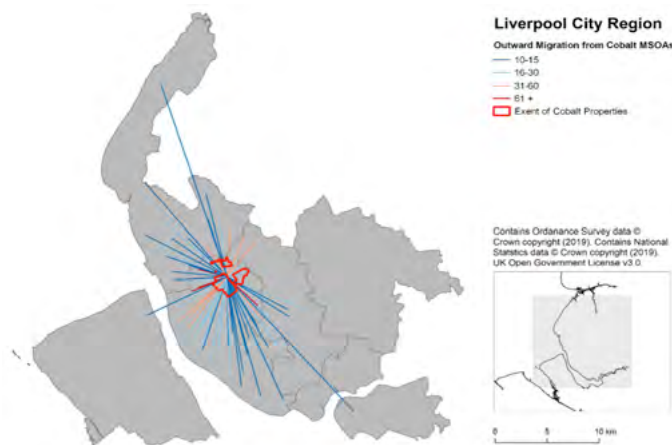 Liverpool City Region
Outward Migration from Cobalt MSOAs
10-15
16-30
31-60
61 +
Exent of Cobalt Properties
Contains Ordanance Survey data ©
Crown copyright (2019). Contains National
Statistics data © Crown copyright (2019).
UK Open Government License v3.0.
0 5 10 km